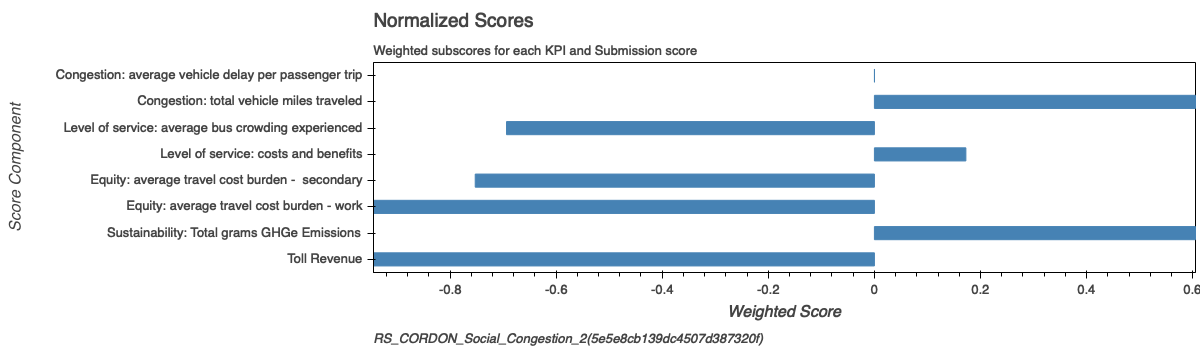 Normalized Scores
Weighted subscores for each KPI and Submission score
Score Component
Congestion: average vehicle delay per passenger trip
Congestion: total vehicle miles traveled
Level of service: average bus crowding experienced
Level of service: costs and benefits
Equity: average travel cost burden -  secondary
Equity: average travel cost burden - work
Sustainability: Total grams GHGe Emissions
Toll Revenue
-0.8 -0.6 -0.4 -0.2 0 0.2 0.4 0.6
Weighted Score
RS_CORDON_Social_Congestion_2(5e5e8cb139dc4507d387320f)